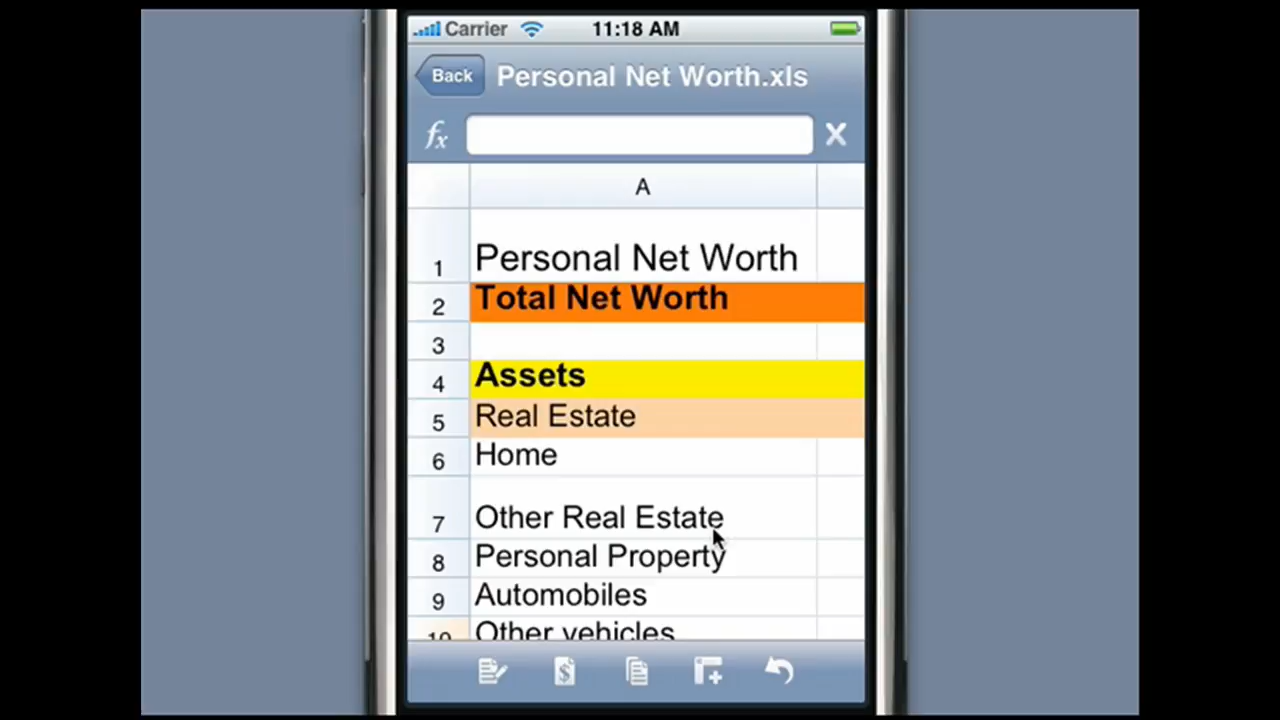 Carrier 11:18 AM
Back Personal Net Worth.xls
fx X
A
1 Personal Net Worth
2 Total Net Worth
3
4 Assets
5 Real Estate
6 Home
7 Other Real Estate
8 Personal Property
9 Automobiles
10 Other vehicles
$